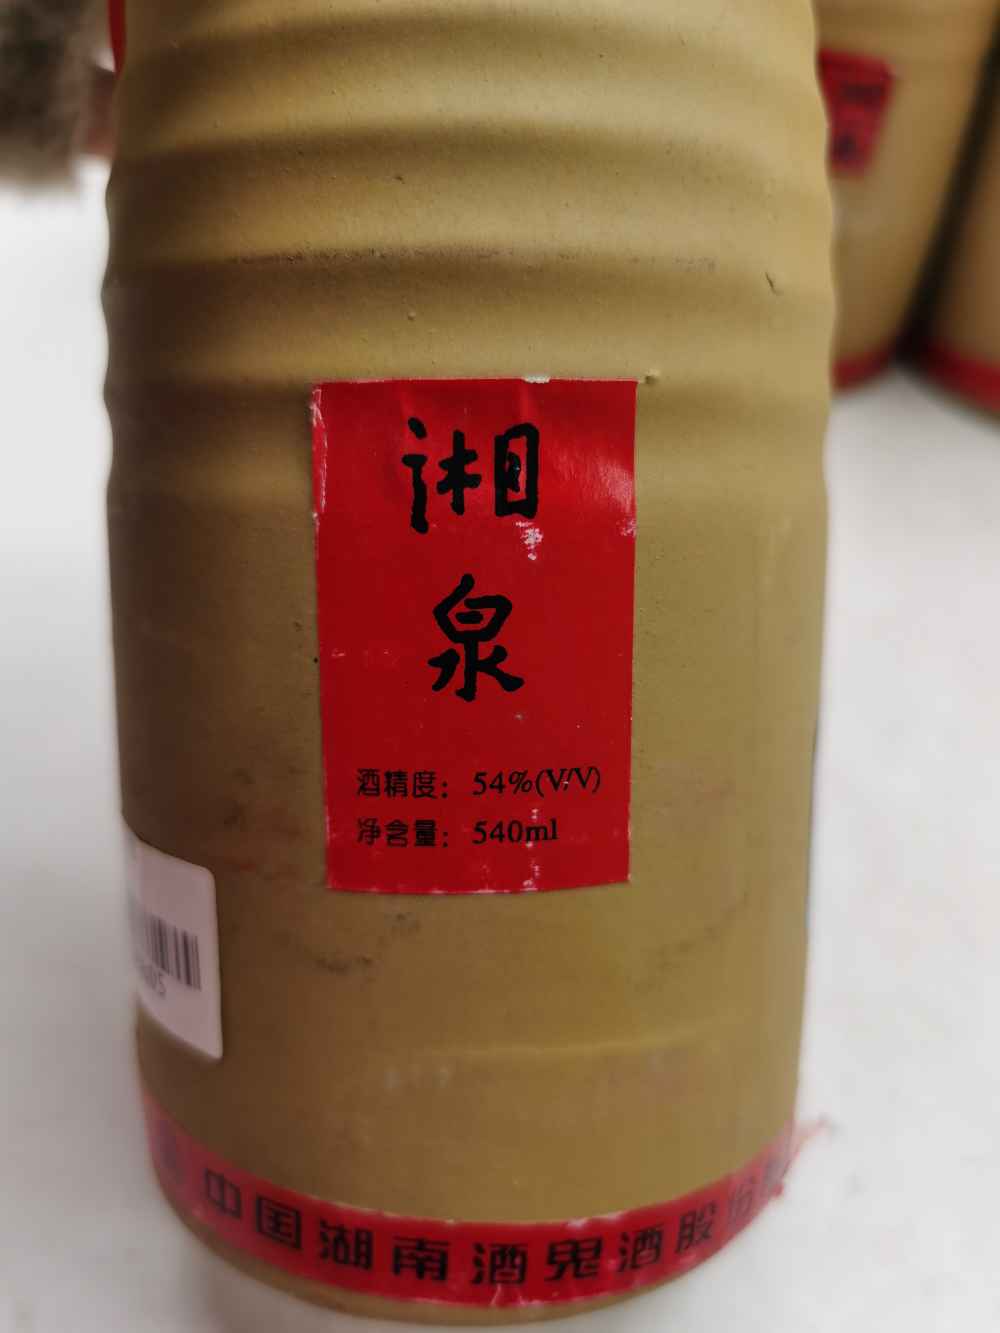 湘
泉
酒精度：54%(V/V)
净含量：540ml
中国湖南酒鬼酒股份